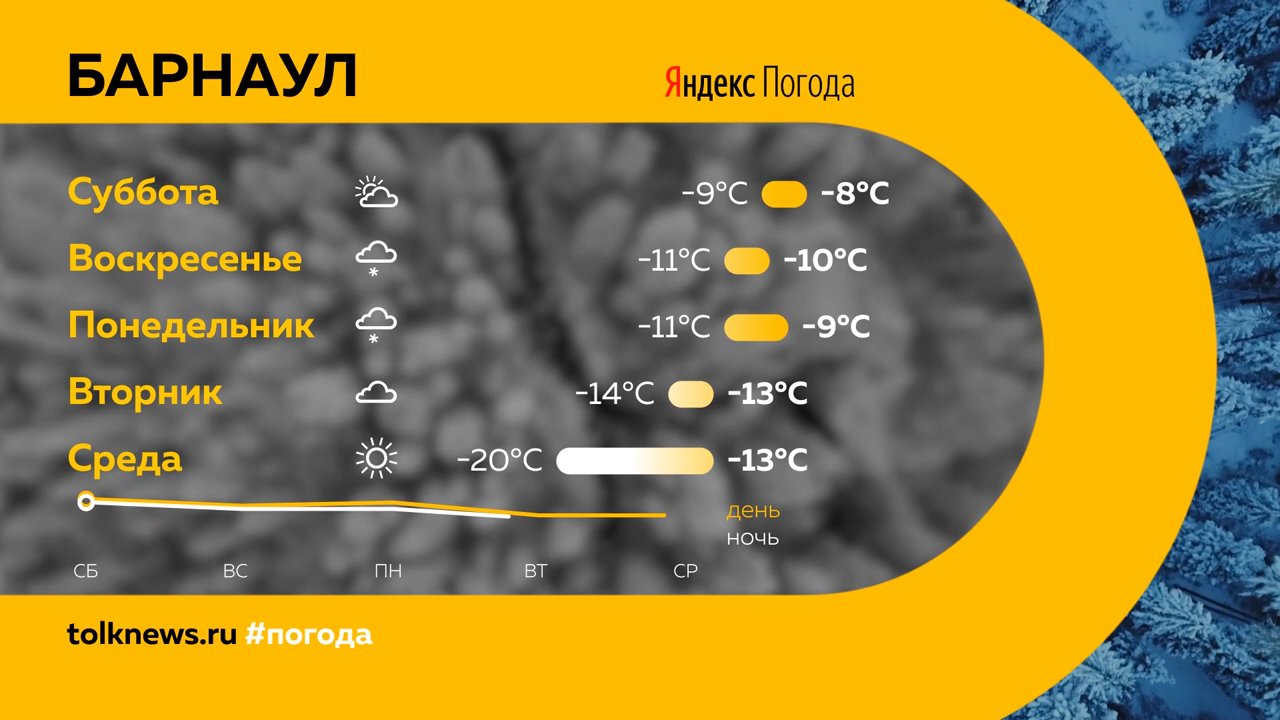 БАРНАУЛ
Яндекс Погода
Суббота -9°C -8°C
Воскресенье -11°C -10°C
Понедельник -11°C -9°C
Вторник -14°C -13°C
Среда -20°C -13°C
день
ночь
СБ ВС ПН ВТ СР
tolknews.ru #погода